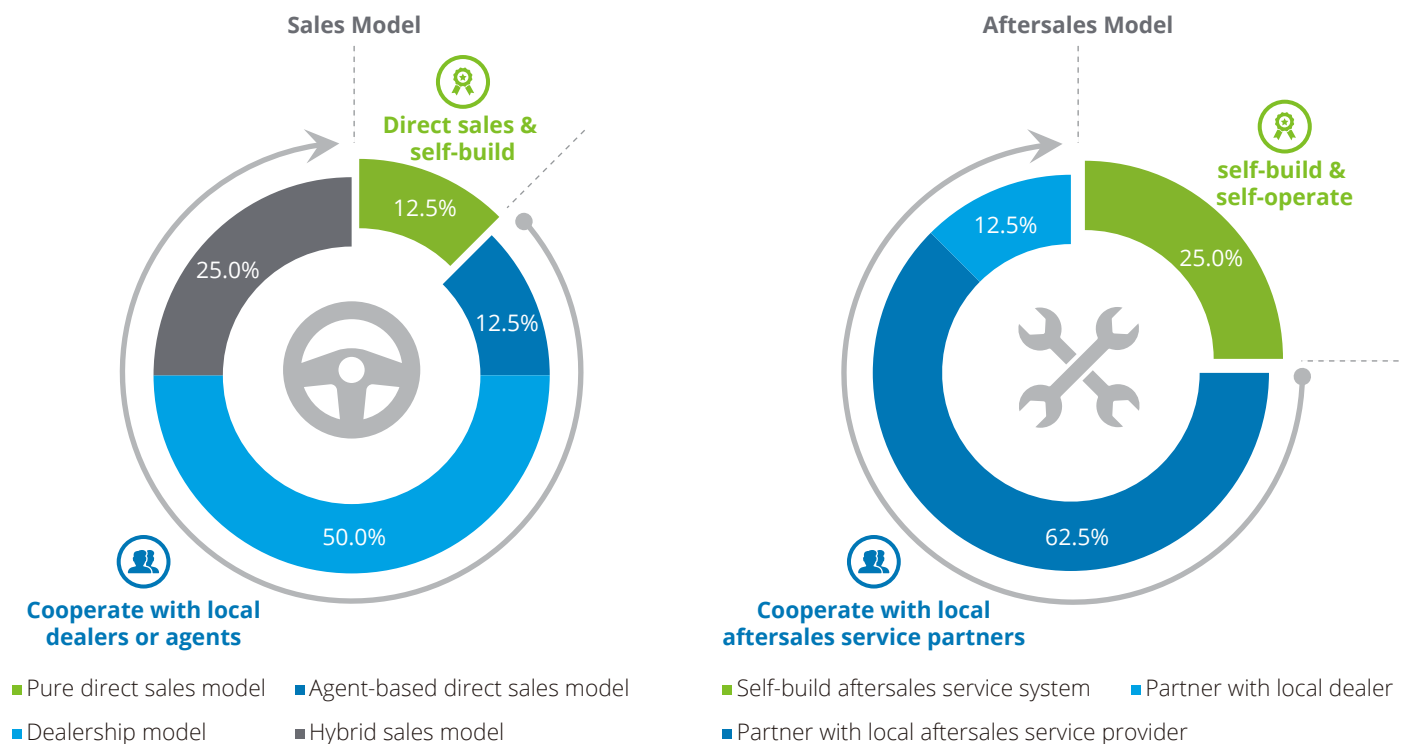 Sales Model
Direct sales &
self-build
12.5%
12.5%
25.0%
50.0%
Cooperate with local
dealers or agents
Pure direct sales model
Agent-based direct sales model
Dealership model
Hybrid sales model
Aftersales Model
self-build &
self-operate
12.5%
25.0%
62.5%
Cooperate with local
aftersales service partners
Self-build aftersales service system
Partner with local dealer
Partner with local aftersales service provider